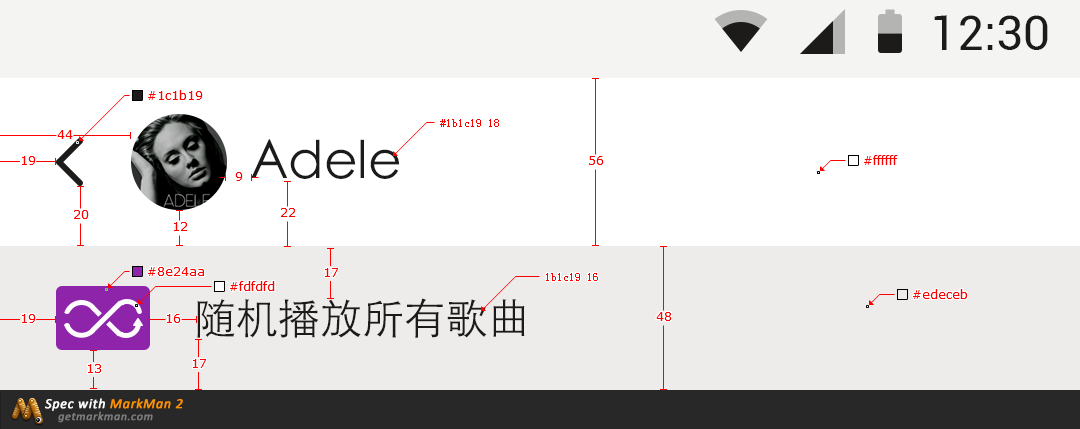 12:30
#1c1b19
44
#1b1c19 18
19
Adele
ADELE
9
56
#ffffff
20
12
22
#8e24aa
#fdfdfd
17
1b1c19 16
#edeceb
19
16
随机播放所有歌曲
48
13
17
Spec with MarkMan 2
getmarkman.com